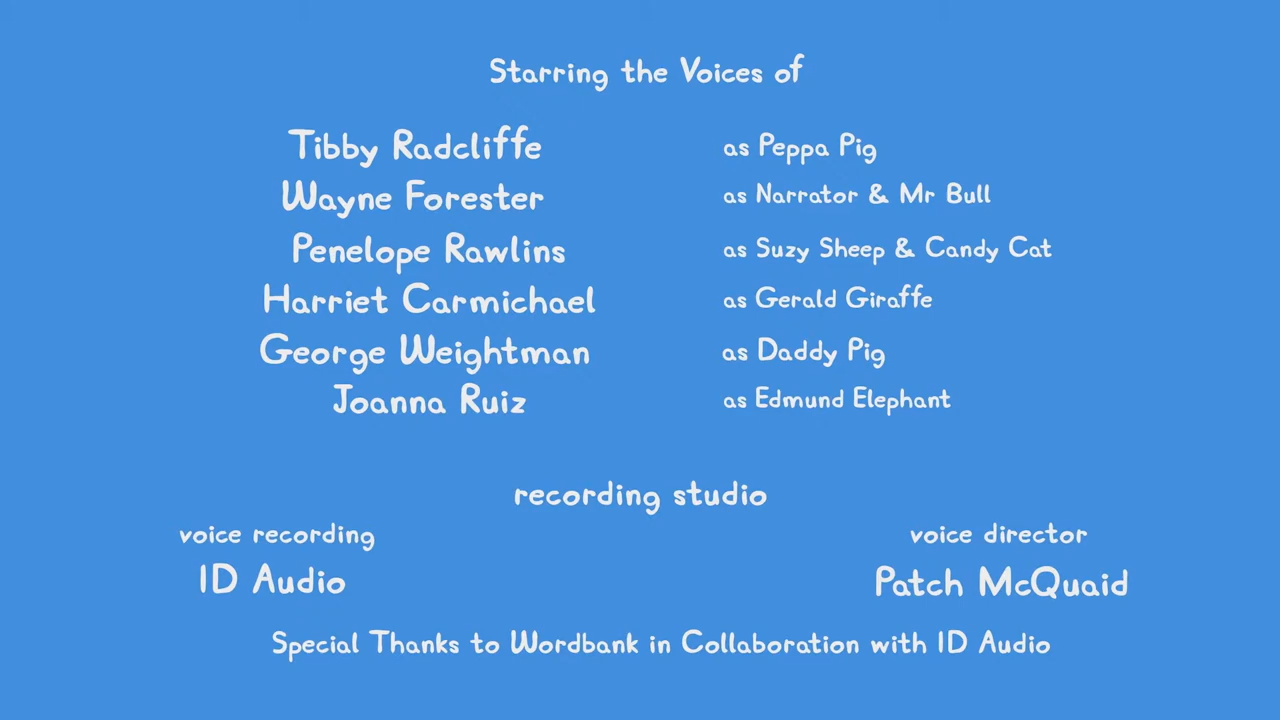 Starring the Voices of
Tibby Radcliffe as Peppa Pig
Wayne Forester as Narrator & Mr Bull
Penelope Rawlins as Suzy Sheep & Candy Cat
Harriet Carmichael as Gerald Giraffe
George Weightman as Daddy Pig
Joanna Ruiz as Edmund Elephant
recording studio
voice recording voice director
ID Audio Patch McQuaid
Special Thanks to Wordbank in Collaboration with ID Audio